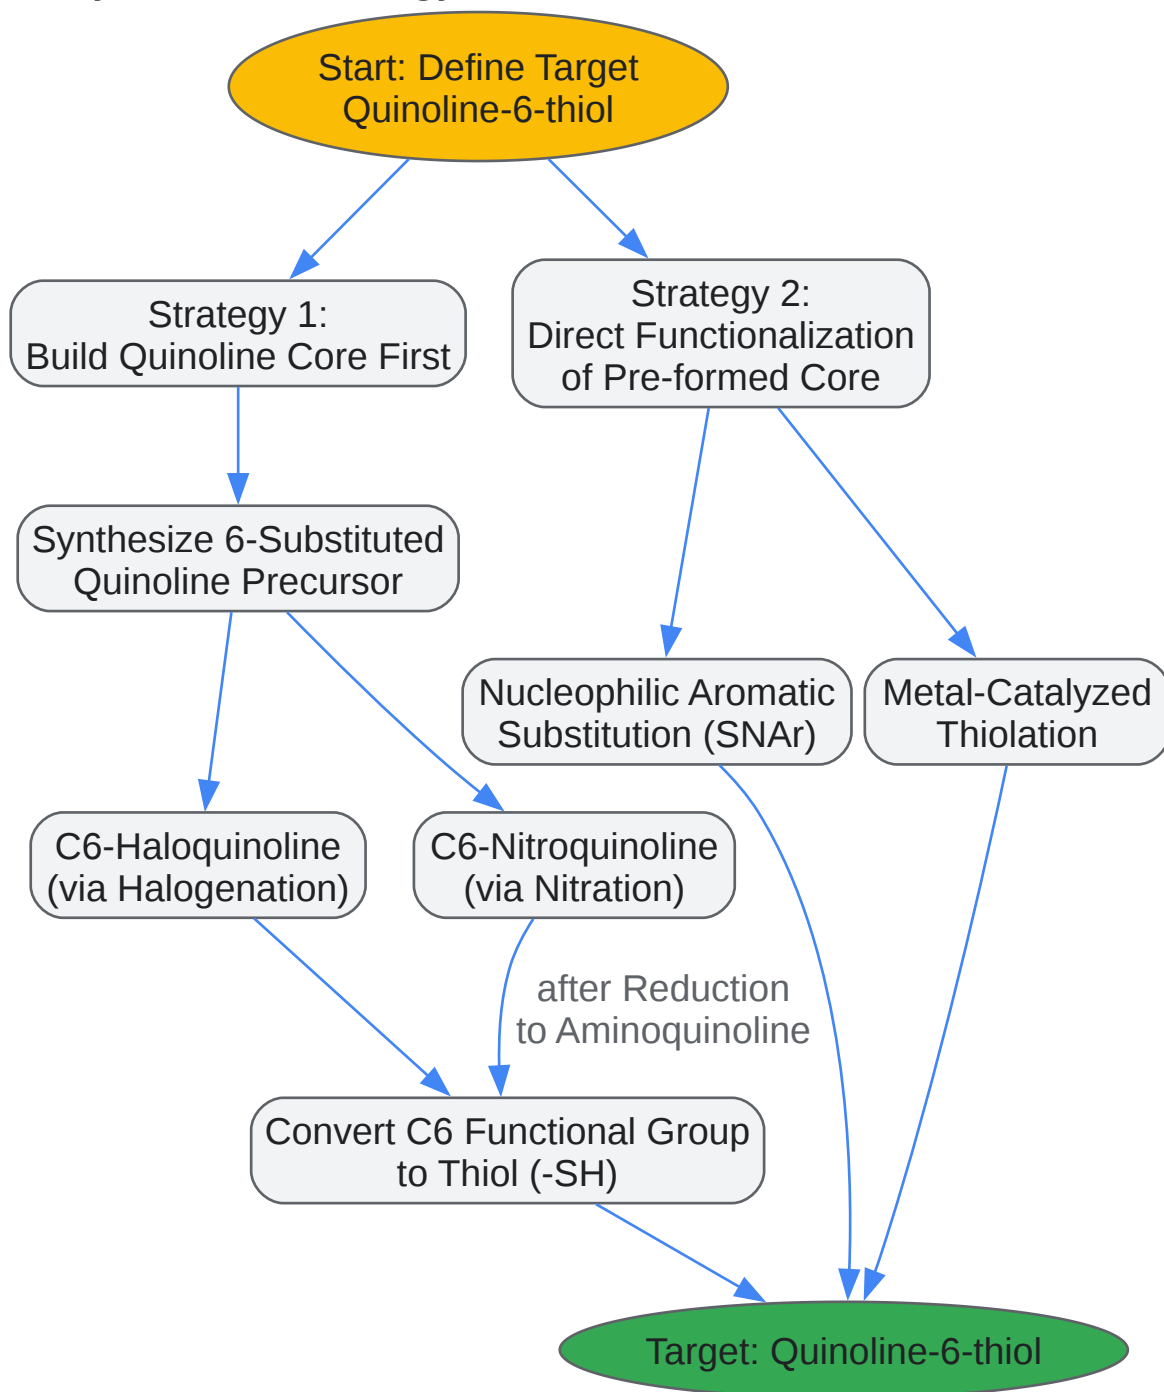 Start: Define Target
Quinoline-6-thiol
Strategy 1:
Build Quinoline Core First
Strategy 2:
Direct Functionalization
of Pre-formed Core
Synthesize 6-Substituted
Quinoline Precursor
Nucleophilic Aromatic
Substitution (SNAr)
Metal-Catalyzed
Thiolation
C6-Haloquinoline
(via Halogenation)
C6-Nitroquinoline
(via Nitration)
after Reduction
to Aminoquinoline
Convert C6 Functional Group
to Thiol (-SH)
Target: Quinoline-6-thiol